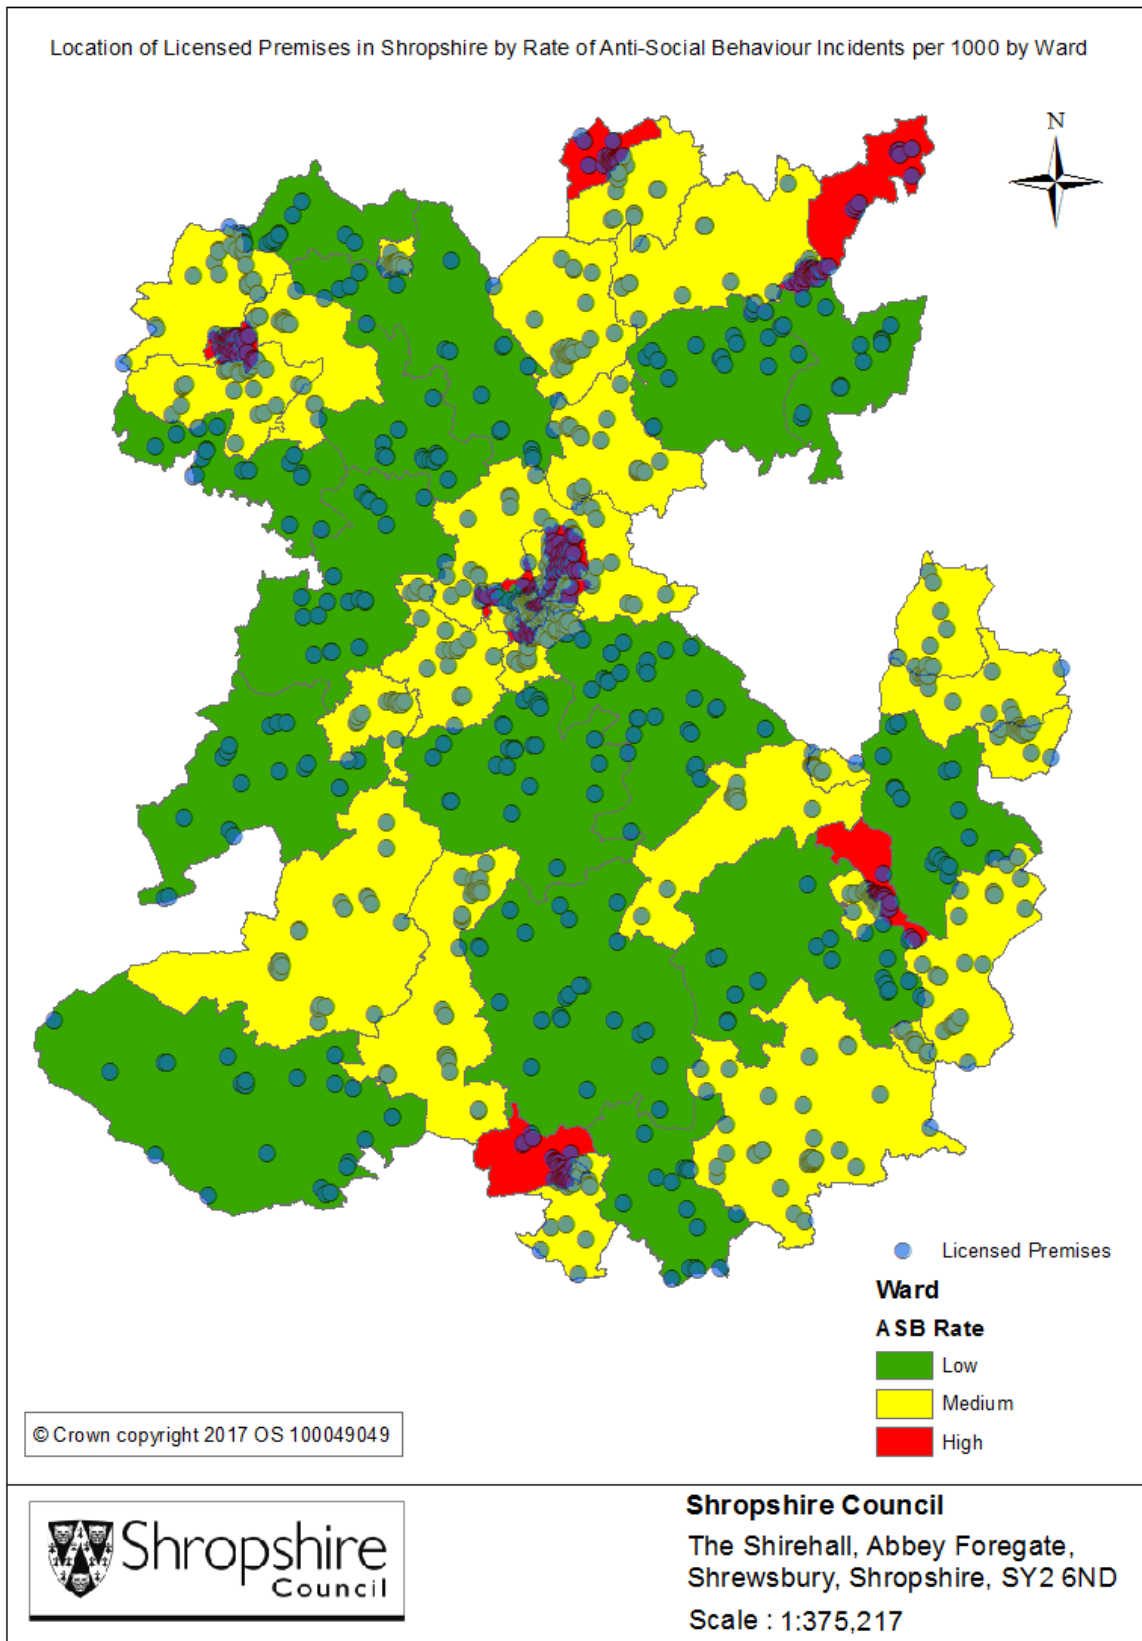 Location of Licensed Premises in Shropshire by Rate of Anti-Social Behaviour Incidents per 1000 by Ward
N
Licensed Premises
Ward
ASB Rate
Low
Medium
High
© Crown copyright 2017 OS 100049049
Shropshire
Council
Shropshire Council
The Shirehall, Abbey Foregate,
Shrewsbury, Shropshire, SY2 6ND
Scale : 1:375,217